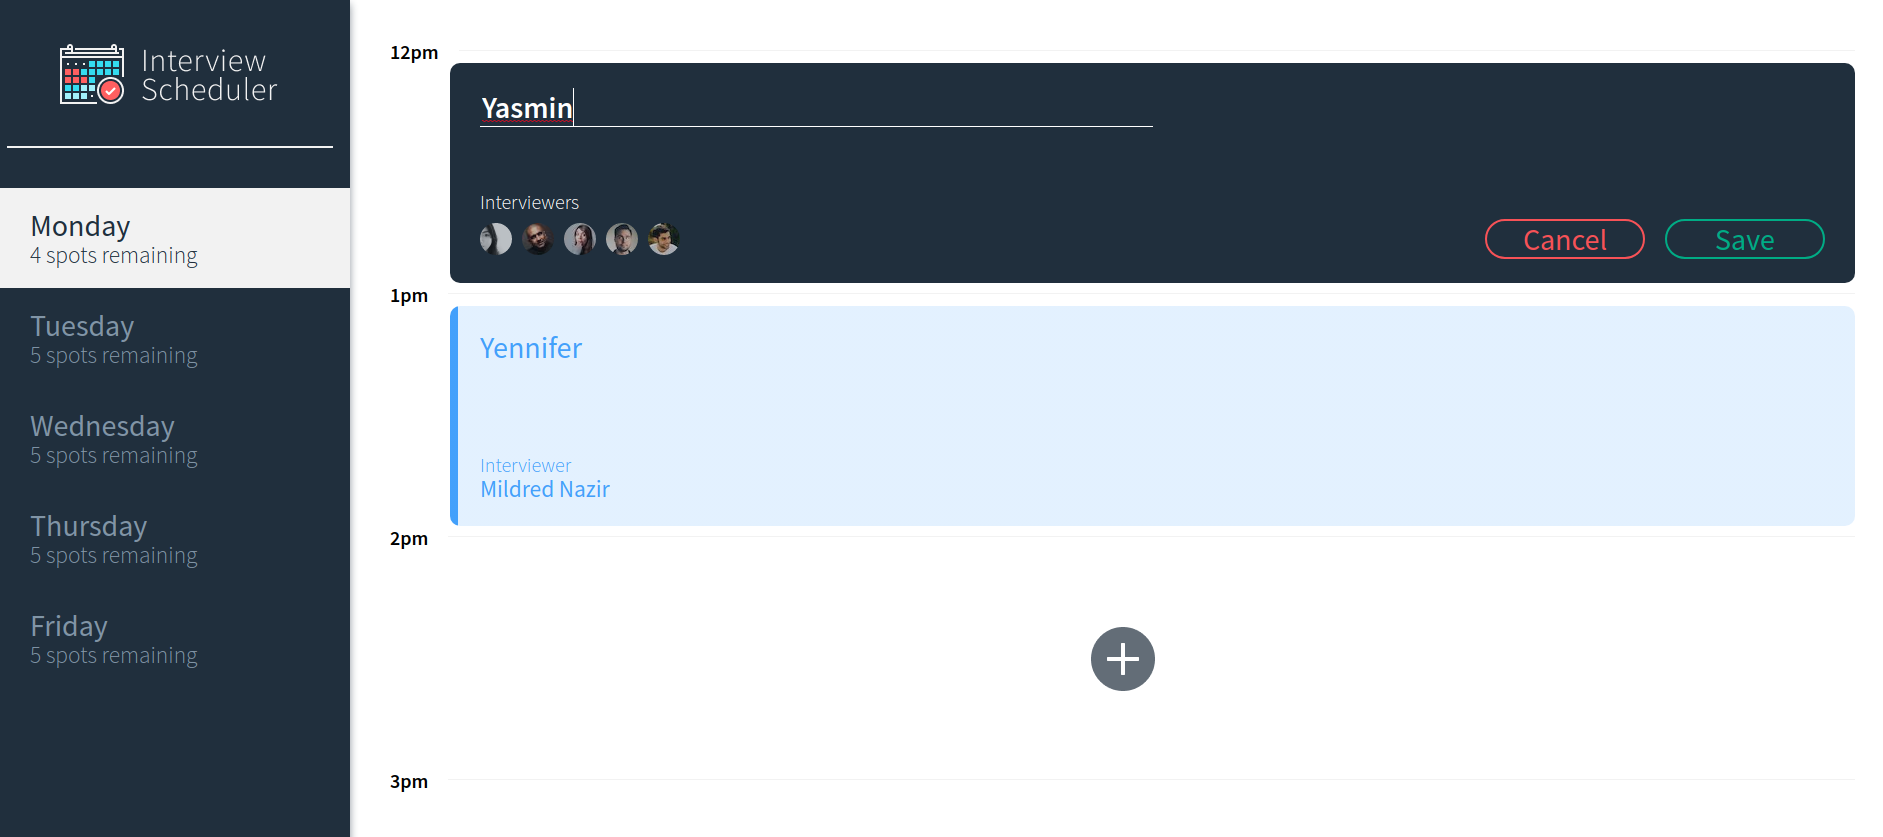 Interview
Scheduler
Monday
4 spots remaining
Tuesday
5 spots remaining
Wednesday
5 spots remaining
Thursday
5 spots remaining
Friday
5 spots remaining
12pm
Yasmin
Interviewers
Cancel
Save
1pm
Yennifer
Interviewer
Mildred Nazir
2pm
3pm